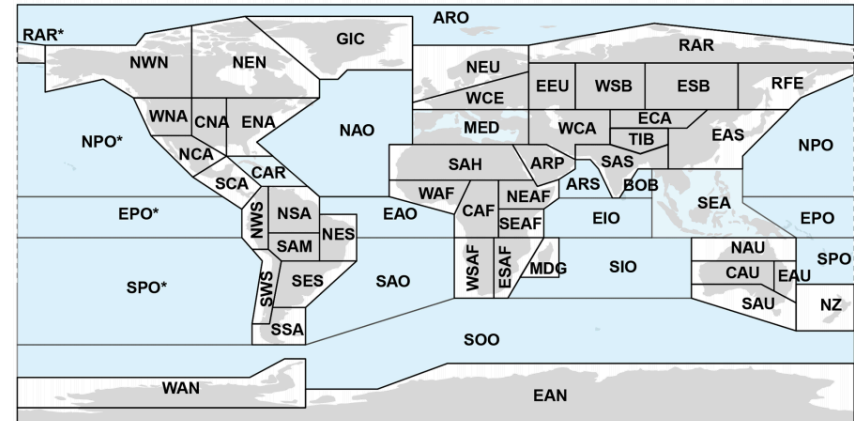 ARO
RAR*
GIC
RAR
NWN
NEN
NEU
EEU
WSB
ESB
RFE
WCE
WNA
CNA
ENA
NAO
MED
WCA
ECA
TIB
EAS
NPO*
NPO
NCA
CAR
SAH
ARP
SAS
SCA
WAF
NEAF
ARS
BOB
CAF
SEA
EPO*
NWS
NSA
NES
EAO
SEAF
EIO
EPO
SAM
NAU
SPO*
SWS
SES
SAO
WSAF
ESAF
MDG
SIO
CAU
EAU
SPO
SAU
NZ
SSA
SOO
WAN
EAN